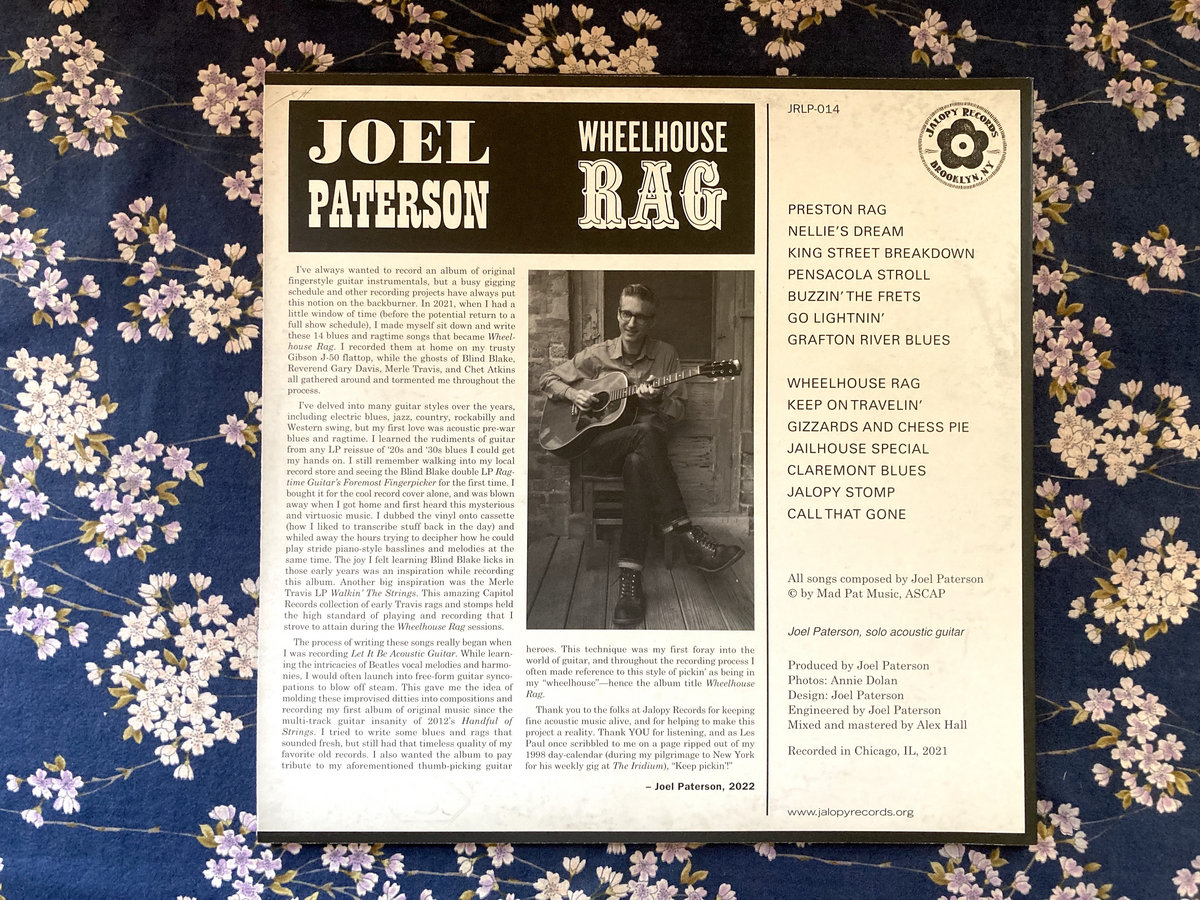 JOEL
PATERSON
WHEELHOUSE
RAG
I've always wanted to record an album of original
fingerstyle guitar instrumentals, but a busy gigging
schedule and other recording projects have always put
this notion on the backburner. In 2021, when I had a
little window of time (before the potential return to a
full show schedule), I made myself sit down and write
these 14 blues and ragtime songs that became Wheel-
house Rag. I recorded them at home on my trusty
Gibson J-50 flattop, while the ghosts of Blind Blake,
Reverend Gary Davis, Merle Travis, and Chet Atkins
all gathered around and tormented me throughout the
process.
I've delved into many guitar styles over the years,
including electric blues, jazz, country, rockabilly and
Western swing, but my first love was acoustic pre-war
blues and ragtime. I learned the rudiments of guitar
from any LP reissue of '20s and '30s blues I could get
my hands on. I still remember walking into my local
record store and seeing the Blind Blake double LP Rag-
time Guitar's Foremost Fingerpicker for the first time. I
bought it for the cool record cover alone, and was blown
away when I got home and first heard this mysterious
and virtuosic music. I dubbed the vinyl onto cassette
(how I liked to transcribe stuff back in the day) and
whiled away the hours trying to decipher how he could
play stride piano-style basslines and melodies at the
same time. The joy I felt learning Blind Blake licks in
those early years was an inspiration while recording
this album. Another big inspiration was the Merle
Travis LP Walkin' The Strings. This amazing Capitol
Records collection of early Travis rags and stomps held
the high standard of playing and recording that I
strove to attain during the Wheelhouse Rag sessions.
The process of writing these songs really began when
I was recording Let It Be Acoustic Guitar. While learn-
ing the intricacies of Beatles vocal melodies and harmo-
nies, I would often launch into free-form guitar synco-
pations to blow off steam. This gave me the idea of
molding these improvised ditties into compositions and
recording my first album of original music since the
multi-track guitar insanity of 2012's Handful of
Strings. I tried to write some blues and rags that
sounded fresh, but still had that timeless quality of my
favorite old records. I also wanted the album to pay
tribute to my aforementioned thumb-picking guitar
heroes. This technique was my first foray into the
world of guitar, and throughout the recording process I
often made reference to this style of pickin' as being in
my "wheelhouse"—hence the album title Wheelhouse
Rag.
Thank you to the folks at Jalopy Records for keeping
fine acoustic music alive, and for helping to make this
project a reality. Thank YOU for listening, and as Les
Paul once scribbled to me on a page ripped out of my
1998 day-calendar (during my pilgrimage to New York
for his weekly gig at The Iridium), "Keep pickin'!"
– Joel Paterson, 2022
JRLP-014
JALOPY RECORDS
BROOKLYN, NY
PRESTON RAG
NELLIE'S DREAM
KING STREET BREAKDOWN
PENSACOLA STROLL
BUZZIN' THE FRETS
GO LIGHTNIN'
GRAFTON RIVER BLUES
WHEELHOUSE RAG
KEEP ON TRAVELIN'
GIZZARDS AND CHESS PIE
JAILHOUSE SPECIAL
CLAREMONT BLUES
JALOPY STOMP
CALL THAT GONE
All songs composed by Joel Paterson
© by Mad Pat Music, ASCAP
Joel Paterson, solo acoustic guitar
Produced by Joel Paterson
Photos: Annie Dolan
Design: Joel Paterson
Engineered by Joel Paterson
Mixed and mastered by Alex Hall
Recorded in Chicago, IL, 2021
www.jalopyrecords.org